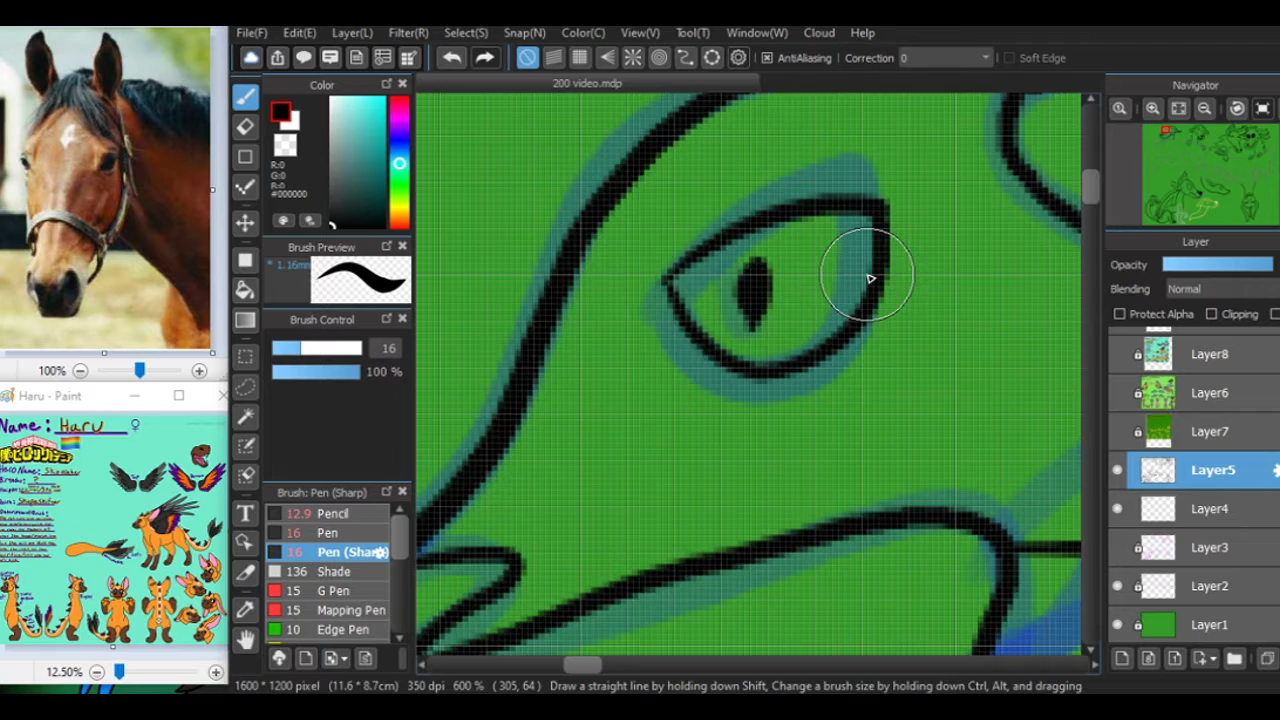 File(F) Edit(E) Layer(L) Filter(R) Select(S) Snap(N) Color(C) View(V) Tool(T) Window(W) Cloud Help
AntiAliasing Correction 0 Soft Edge
Color
200 video.mdp
Navigator
R:0
G:0
B:0
#000000
Brush Preview
* 1.16mm
Layer
Opacity
Blending Normal
Protect Alpha Clipping
Brush Control
16
100 %
100%
Haru - Paint
Name: Haru
Layer8
Layer6
Layer7
Layer5
Layer4
Layer3
Layer2
Layer1
Brush: Pen (Sharp)
12.9 Pencil
16 Pen
16 Pen (Sharp)
136 Shade
15 G Pen
15 Mapping Pen
10 Edge Pen
12.50%
1600 * 1200 pixel (11.6 * 8.7cm) 350 dpi 600 % ( 305, 64 ) Draw a straight line by holding down Shift, Change a brush size by holding down Ctrl, Alt, and dragging